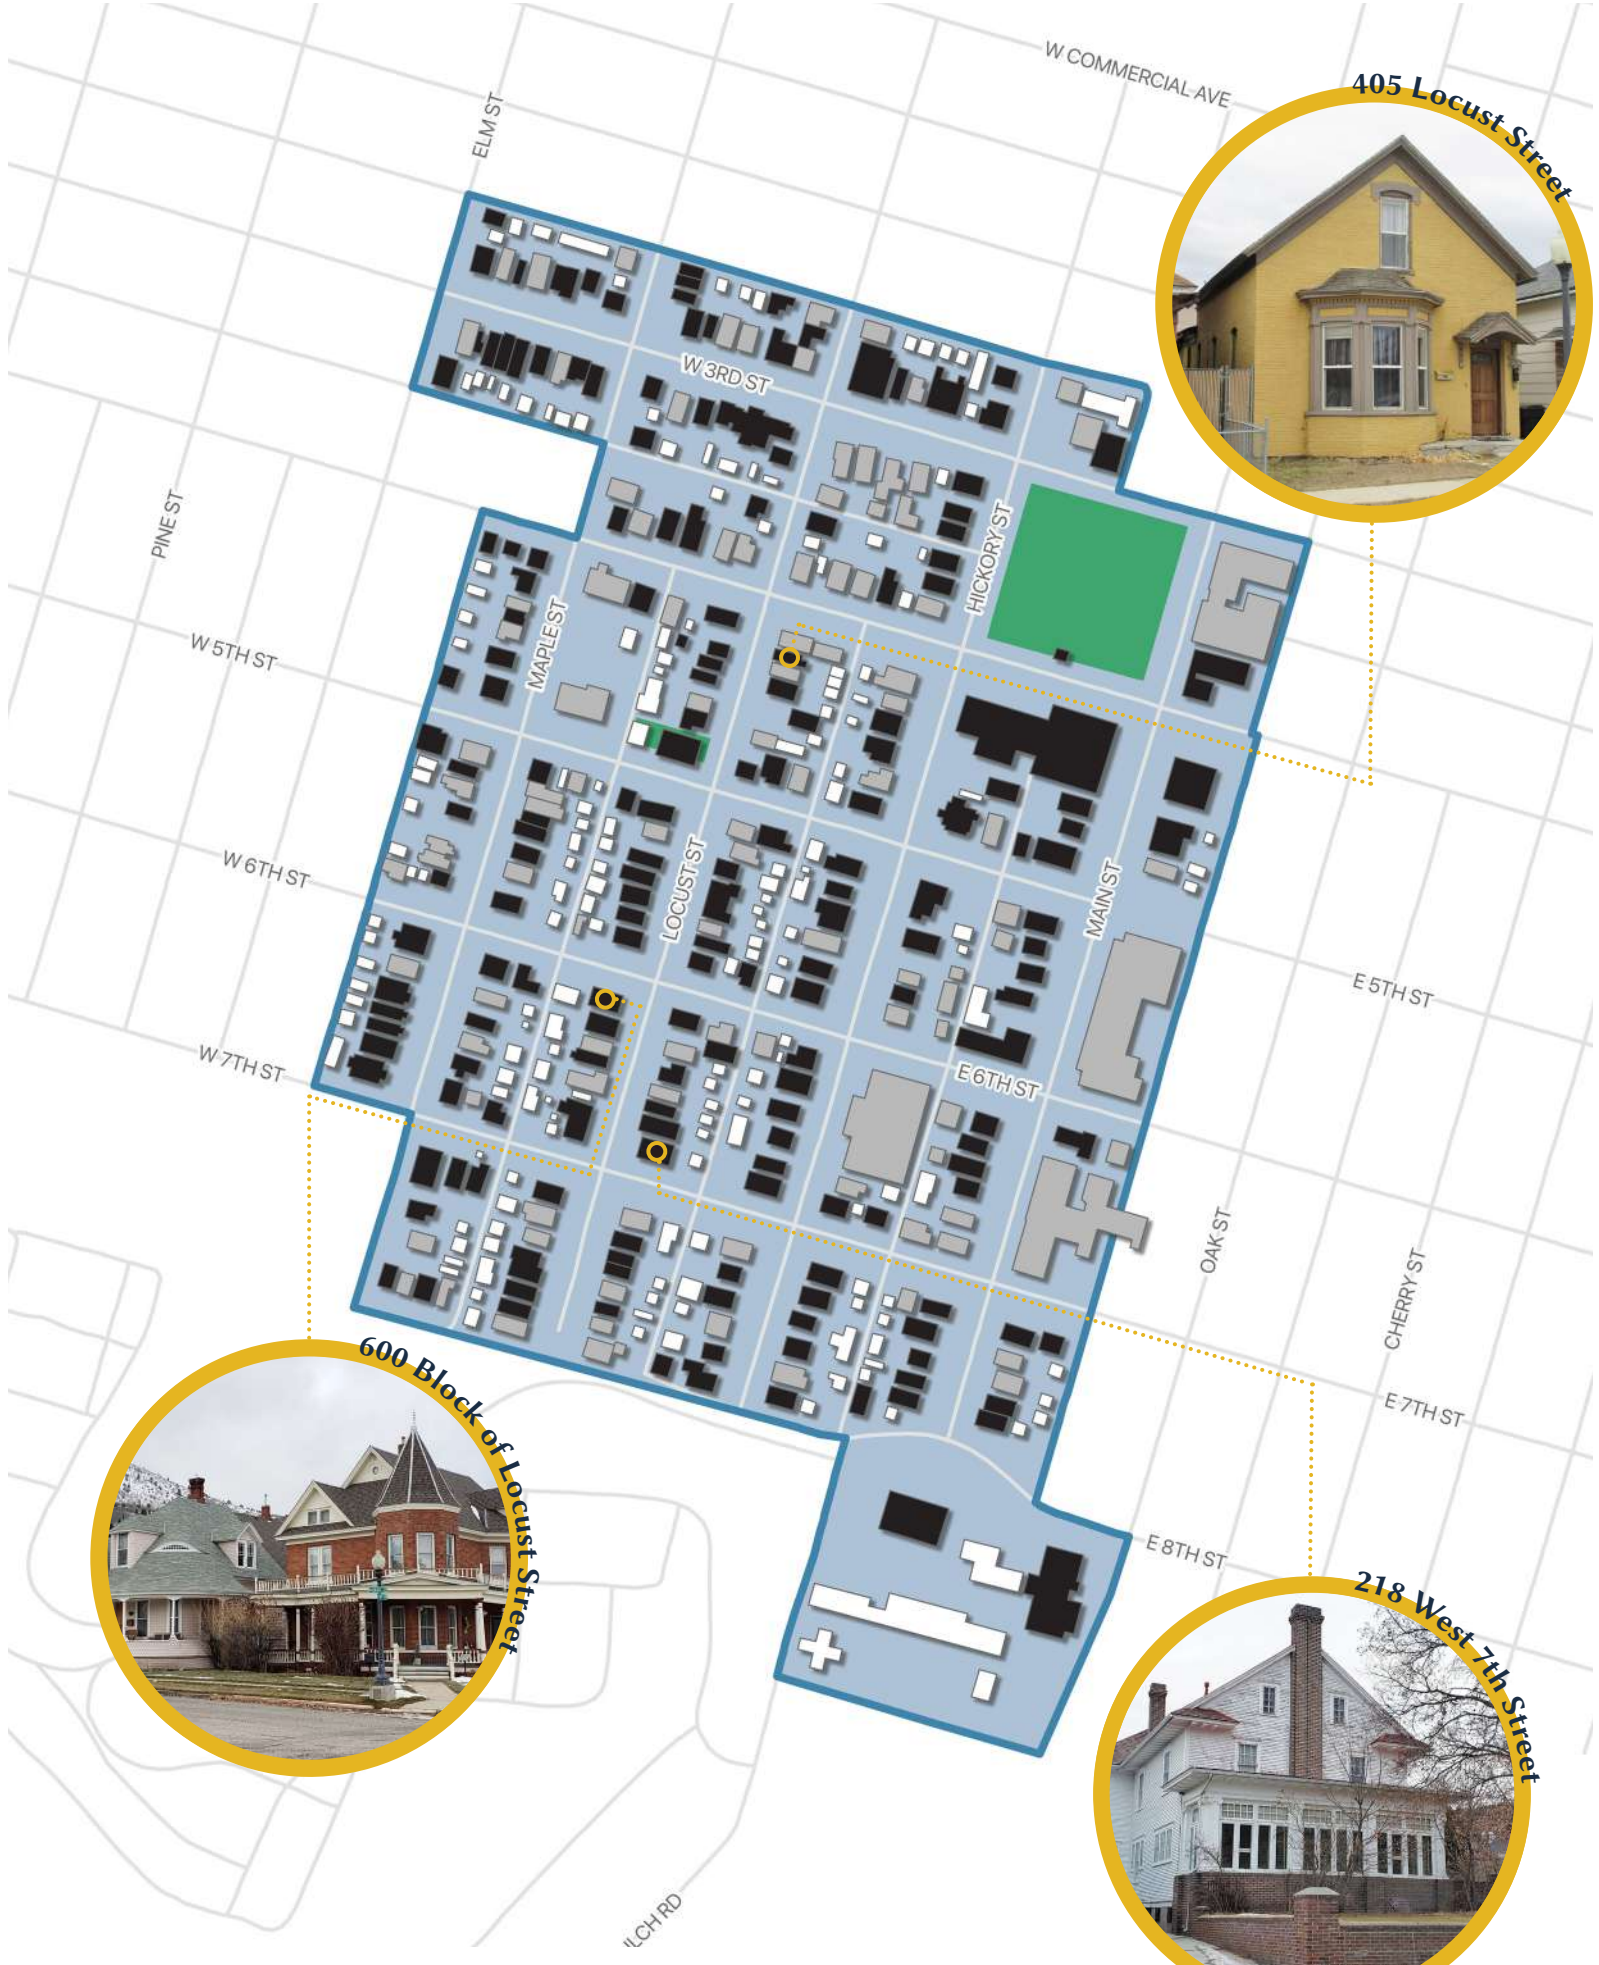 W COMMERCIAL AVE
405 Locust Street
ELM ST
W 3RD ST
PINE ST
HICKORY ST
MAPLE ST
W 5TH ST
W 6TH ST
LOCUST ST
MAIN ST
E 5TH ST
W 7TH ST
E 6TH ST
OAK ST
CHERRY ST
600 Block of Locust Street
E 7TH ST
E 8TH ST
218 West 7th Street
RD